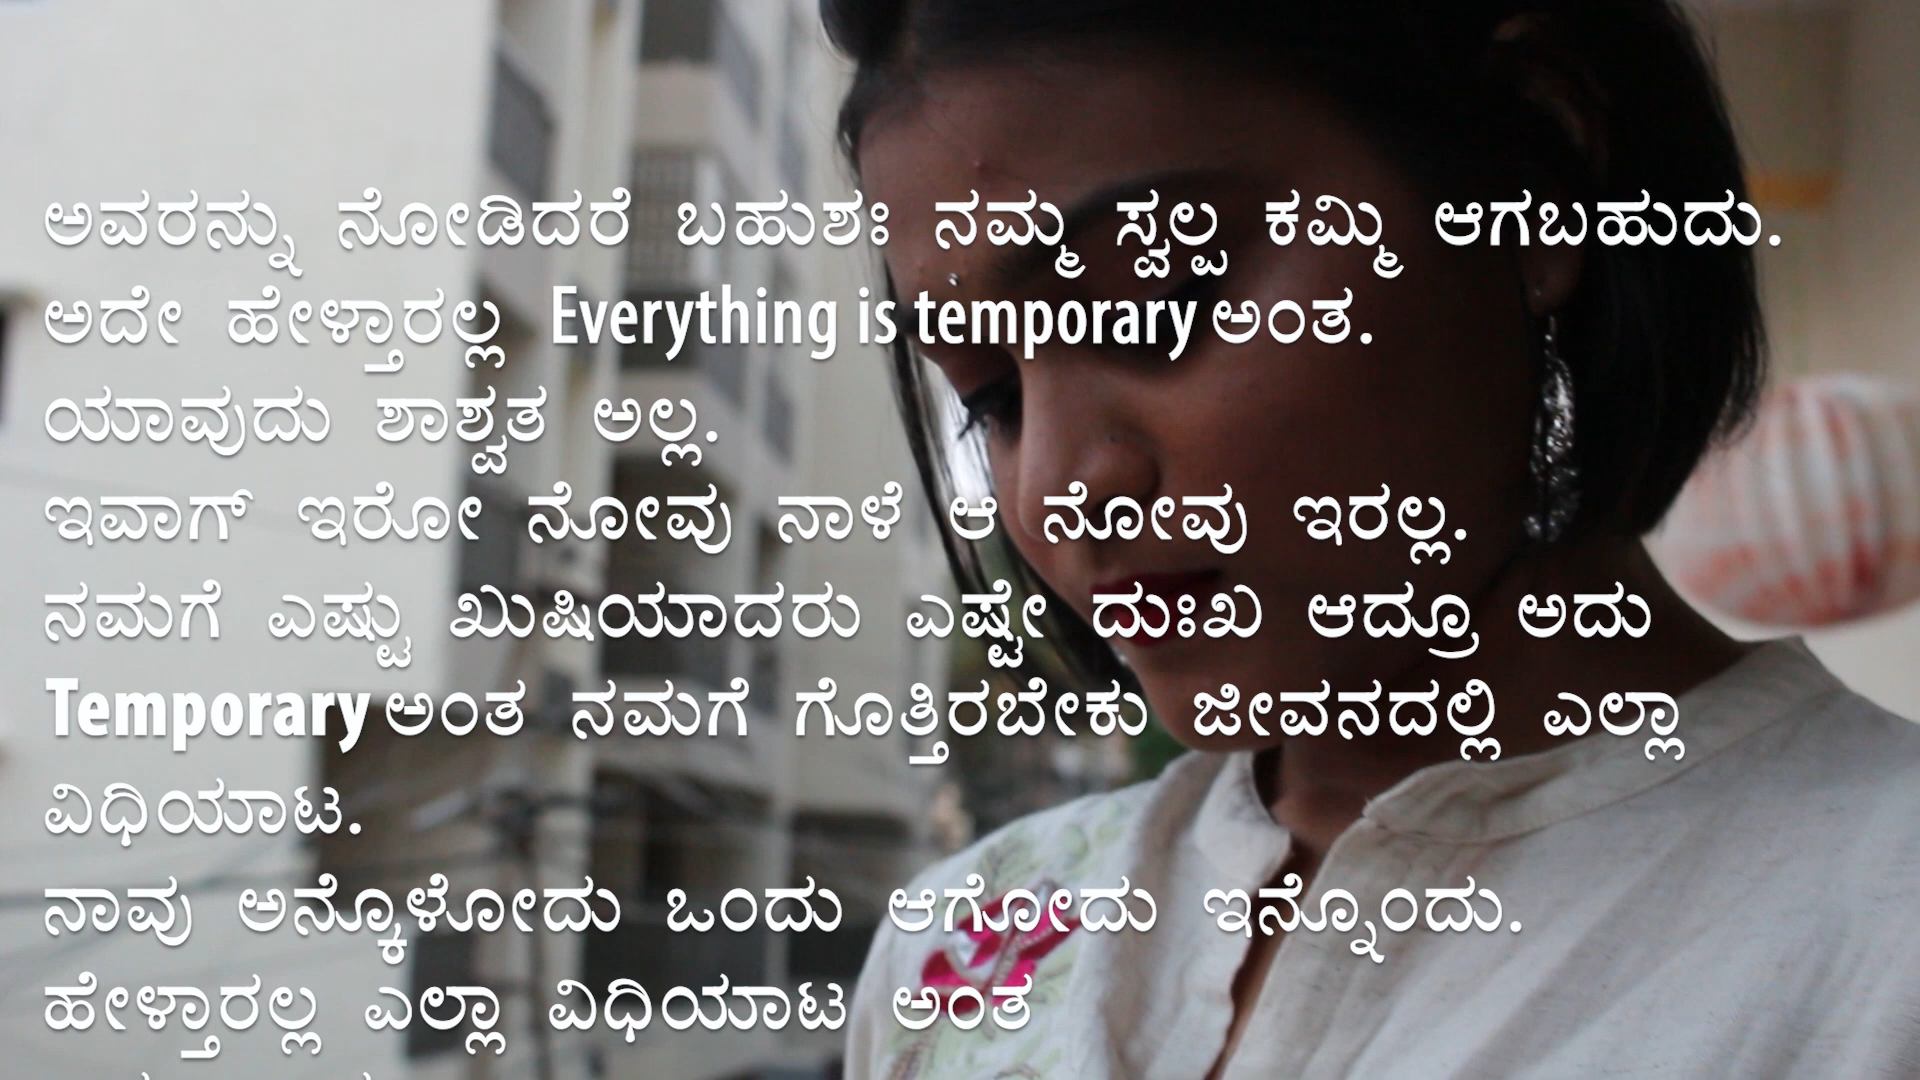 ಅವರನ್ನು ನೋಡಿದರೆ ಬಹುಶಃ ನಮ್ಮ ಸ್ವಲ್ಪ ಕಮ್ಮಿ ಆಗಬಹುದು.
ಅದೇ ಹೇಳ್ತಾರಲ್ಲ Everything is temporary ಅಂತ.
ಯಾವುದು ಶಾಶ್ವತ ಅಲ್ಲ.
ಇವಾಗ್ ಇರೋ ನೋವು ನಾಳೆ ಆ ನೋವು ಇರಲ್ಲ.
ನಮಗೆ ಎಷ್ಟು ಖುಷಿಯಾದರು ಎಷ್ಟೇ ದುಃಖ ಆದ್ರೂ ಅದು
Temporary ಅಂತ ನಮಗೆ ಗೊತ್ತಿರಬೇಕು ಜೀವನದಲ್ಲಿ ಎಲ್ಲಾ
ವಿಧಿಯಾಟ.
ನಾವು ಅನ್ಕೊಳೋದು ಒಂದು ಆಗೋದು ಇನ್ನೊಂದು.
ಹೇಳ್ತಾರಲ್ಲ ಎಲ್ಲಾ ವಿಧಿಯಾಟ ಅಂತ